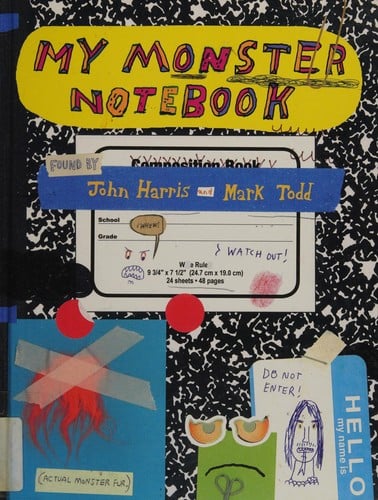 MY MONSTER
NOTEBOOK
FOUND BY
Composition Book
John Harris and Mark Todd
School
Grade
WATCH OUT!
Rule
9 3/4" x 7 1/2" (24.7 cm x 19.0 cm)
24 sheets • 48 pages
DO NOT
ENTER!
HELLO
my name is
(ACTUAL MONSTER FUR)